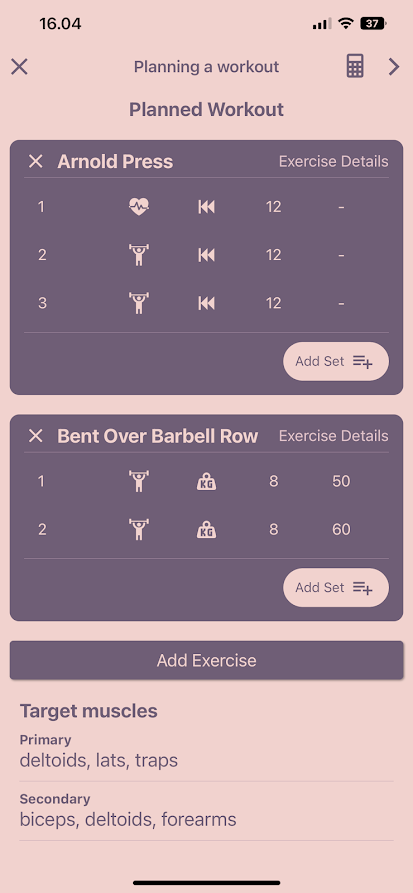 16.04
37
Planning a workout
Planned Workout
Arnold Press Exercise Details
1 12 -
2 12 -
3 12 -
Add Set
Bent Over Barbell Row Exercise Details
1 KG 8 50
2 KG 8 60
Add Set
Add Exercise
Target muscles
Primary
deltoids, lats, traps
Secondary
biceps, deltoids, forearms